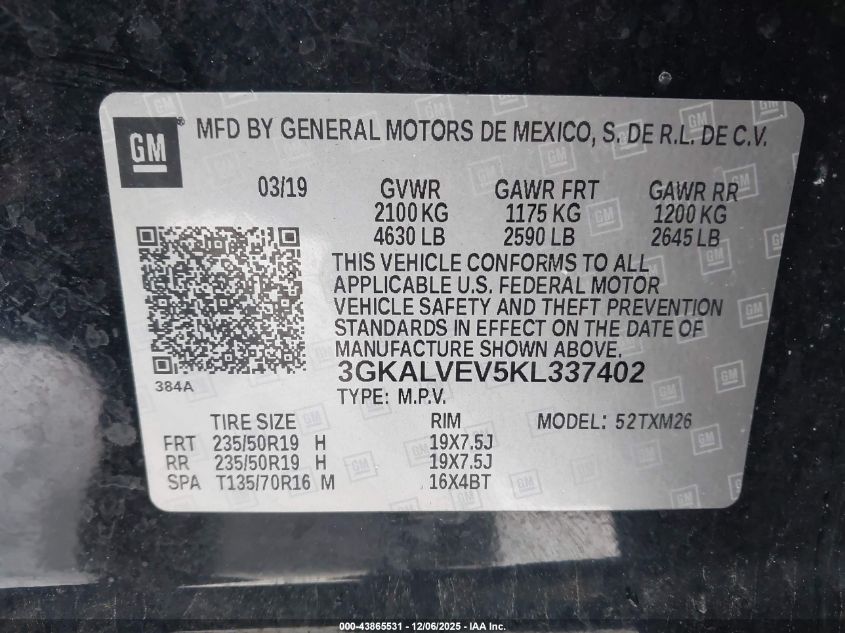 GM ®
MFD BY GENERAL MOTORS DE MEXICO, S. DE R.L. DE C.V.
03/19 GVWR GAWR FRT GAWR RR
2100 KG 1175 KG 1200 KG
4630 LB 2590 LB 2645 LB
THIS VEHICLE CONFORMS TO ALL
APPLICABLE U.S. FEDERAL MOTOR
VEHICLE SAFETY AND THEFT PREVENTION
STANDARDS IN EFFECT ON THE DATE OF
MANUFACTURE SHOWN ABOVE.
384A
3GKALVEV5KL337402
TYPE: M.P.V.
TIRE SIZE RIM MODEL: 52TXM26
FRT 235/50R19 H 19X7.5J
RR 235/50R19 H 19X7.5J
SPA T135/70R16 M 16X4BT
000-43865531 - 12/06/2025 - IAA Inc.